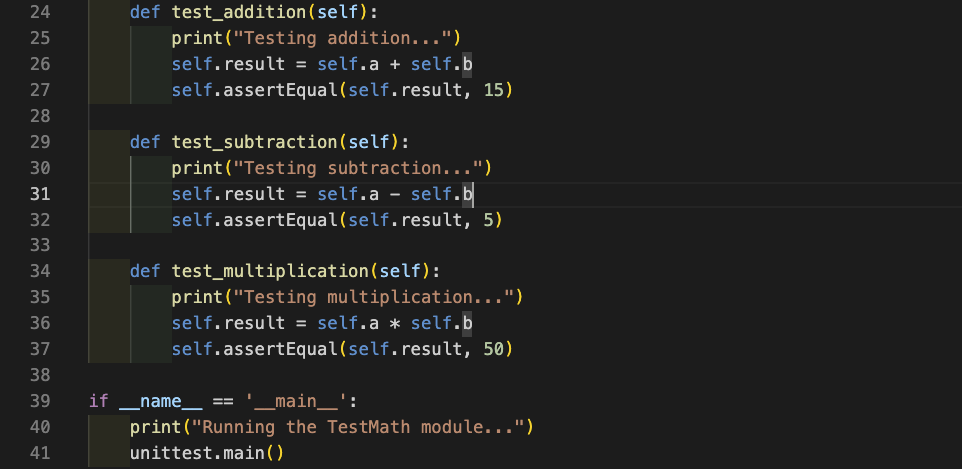 24 def test_addition(self):
25 print("Testing addition...")
26 self.result = self.a + self.b
27 self.assertEqual(self.result, 15)
28
29 def test_subtraction(self):
30 print("Testing subtraction...")
31 self.result = self.a - self.b
32 self.assertEqual(self.result, 5)
33
34 def test_multiplication(self):
35 print("Testing multiplication...")
36 self.result = self.a * self.b
37 self.assertEqual(self.result, 50)
38
39 if __name__ == '__main__':
40 print("Running the TestMath module...")
41 unittest.main()